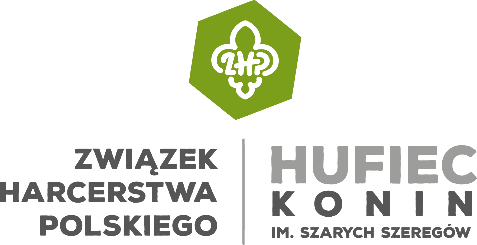 ZHP
ZWIĄZEK
HARCERSTWA
POLSKIEGO
HUFIEC
KONIN
IM. SZARYCH SZEREGÓW